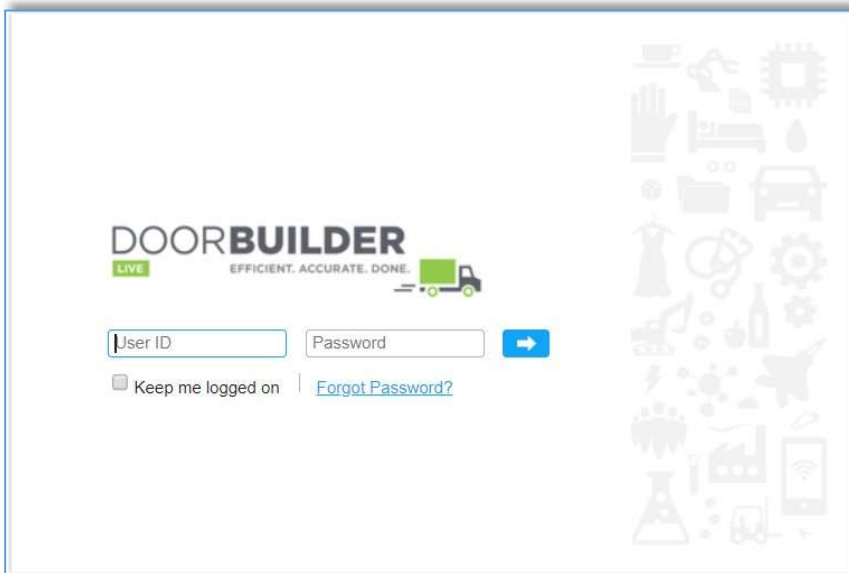 DOORBUILDER
LIVE EFFICIENT. ACCURATE. DONE.
User ID Password
Keep me logged on Forgot Password?